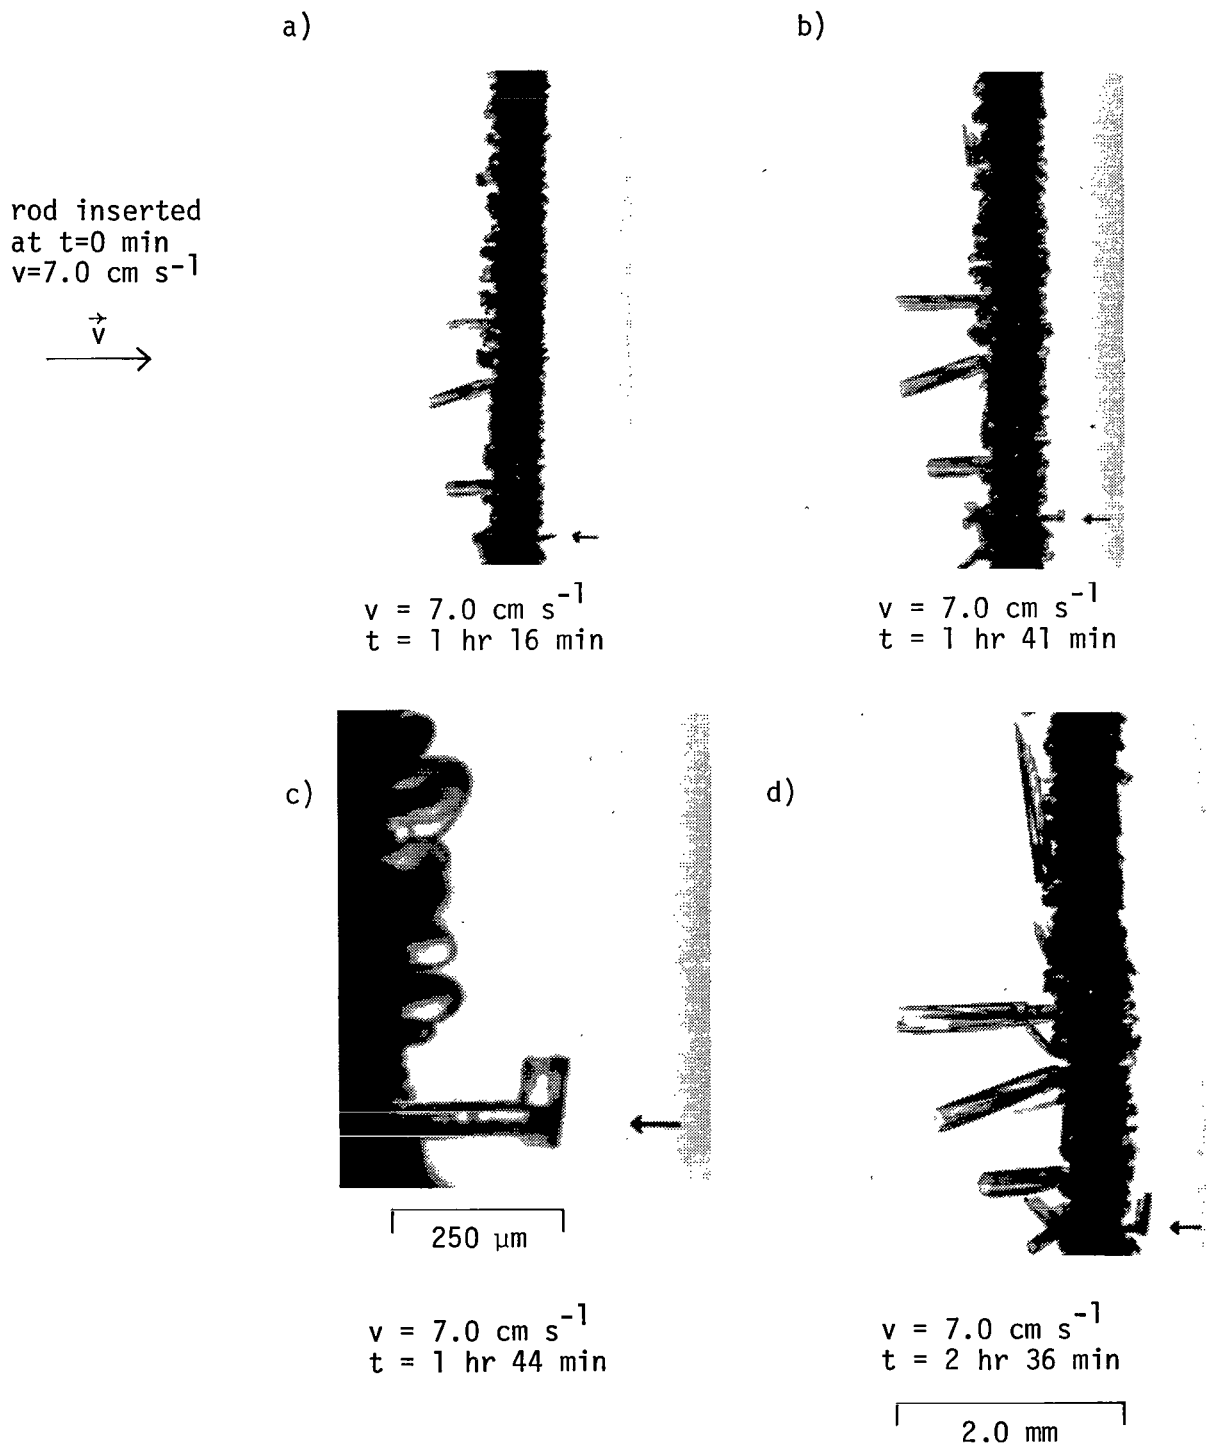 a)
b)
rod inserted
at t=0 min
v=7.0 cm s⁻¹
v⃗
v = 7.0 cm s⁻¹
t = 1 hr 16 min
v = 7.0 cm s⁻¹
t = 1 hr 41 min
c)
d)
250 μm
v = 7.0 cm s⁻¹
t = 1 hr 44 min
v = 7.0 cm s⁻¹
t = 2 hr 36 min
2.0 mm